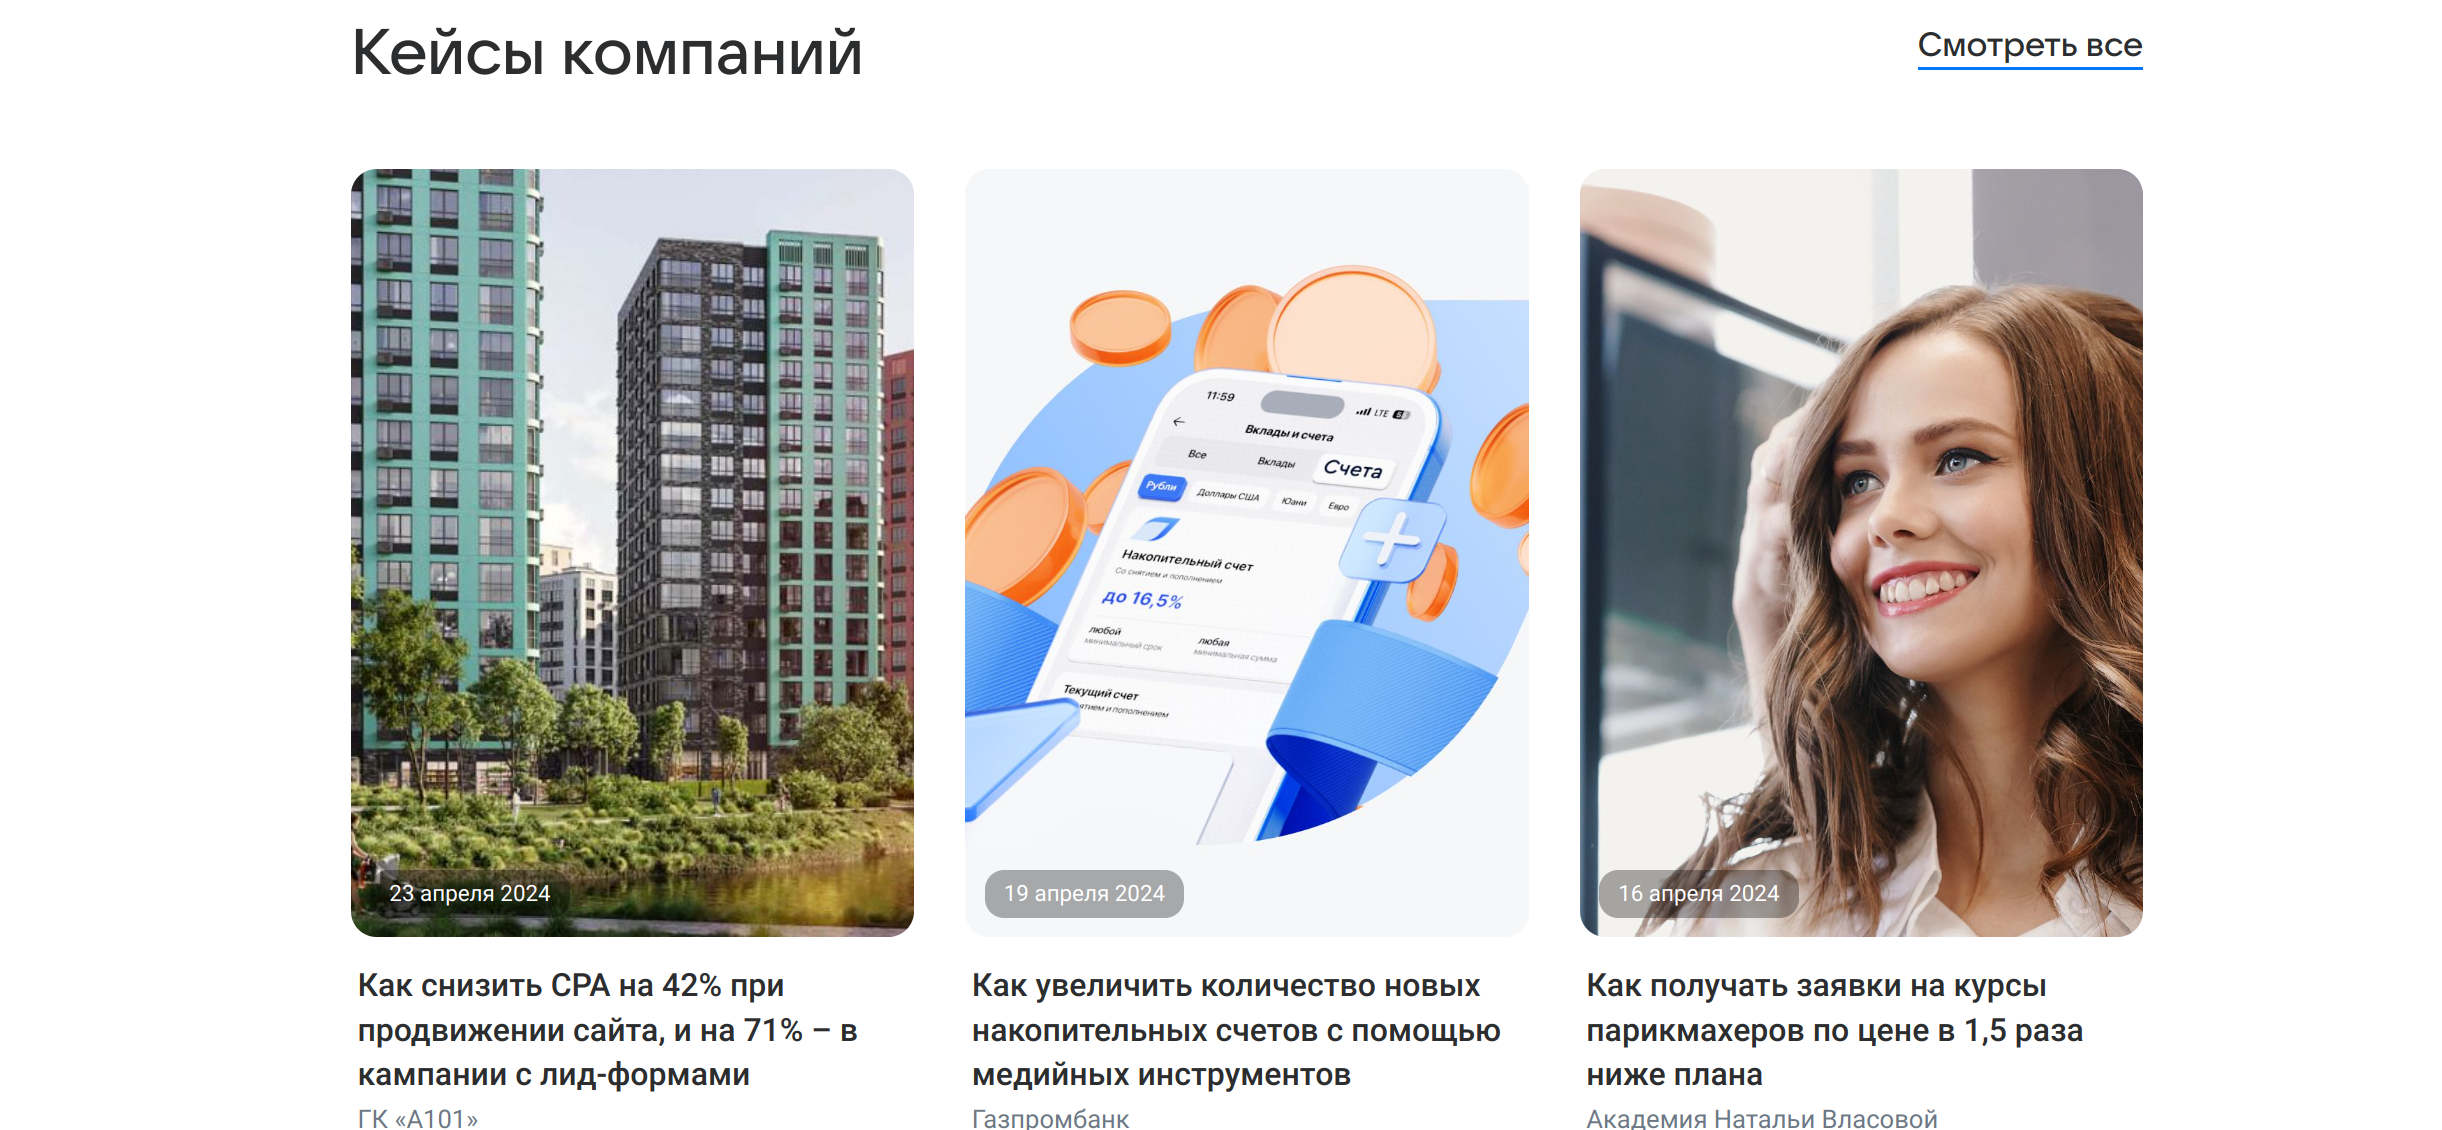 Кейсы компаний
Смотреть все
23 апреля 2024
Как снизить CPA на 42% при
продвижении сайта, и на 71% – в
кампании с лид-формами
ГК «А101»
11:59
LTE
Вклады и счета
Все
Вклады
Счета
Рубли
Доллары США
Юани
Евро
Накопительный счет
Со снятием и пополнением
до 16,5%
любой
минимальный срок
любая
минимальная сумма
Текущий счет
ятием и пополнением
19 апреля 2024
Как увеличить количество новых
накопительных счетов с помощью
медийных инструментов
Газпромбанк
16 апреля 2024
Как получать заявки на курсы
парикмахеров по цене в 1,5 раза
ниже плана
Академия Натальи Власовой